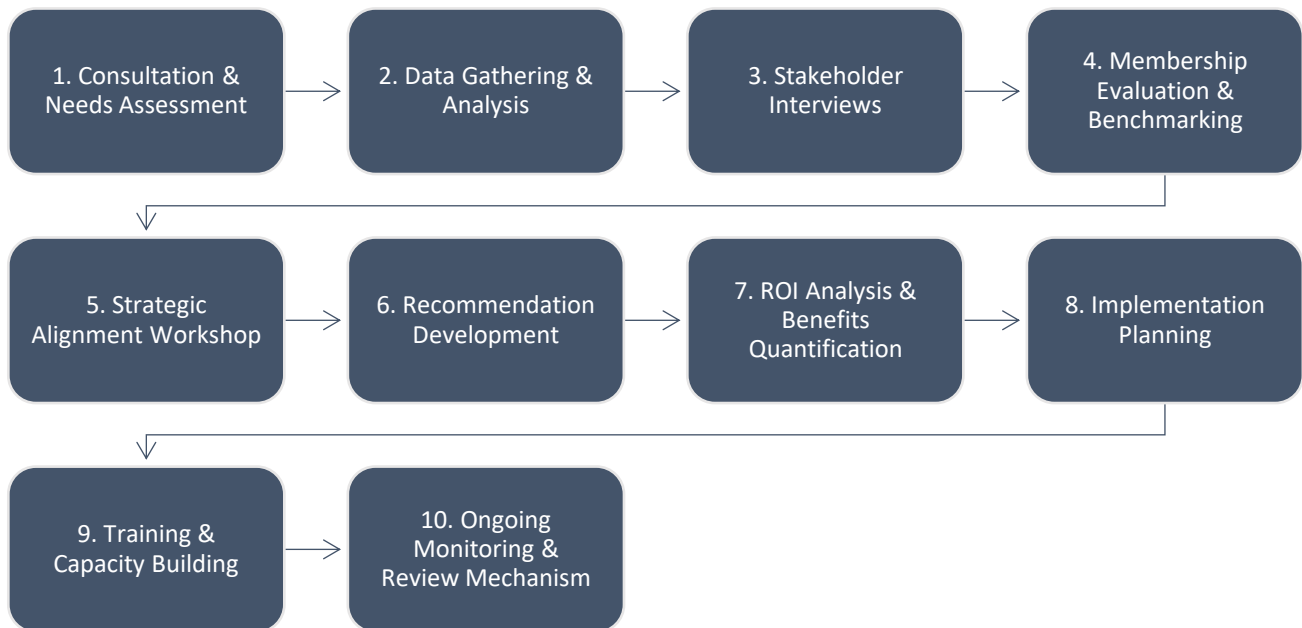 1. Consultation &
Needs Assessment
2. Data Gathering &
Analysis
3. Stakeholder
Interviews
4. Membership
Evaluation &
Benchmarking
5. Strategic
Alignment Workshop
6. Recommendation
Development
7. ROI Analysis &
Benefits
Quantification
8. Implementation
Planning
9. Training &
Capacity Building
10. Ongoing
Monitoring &
Review Mechanism